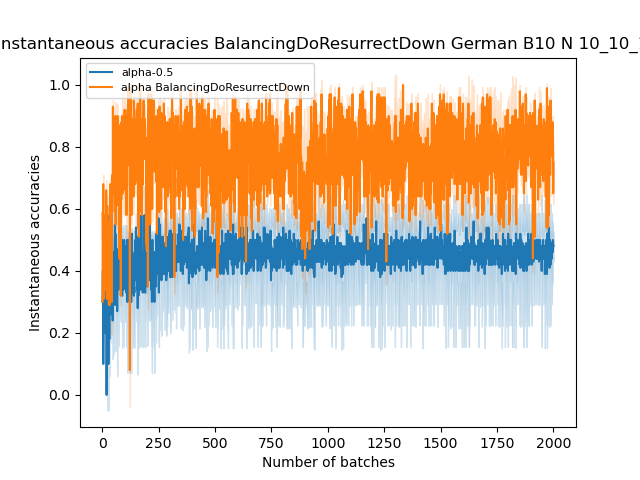 nstantaneous accuracies BalancingDoResurrectDown German B10 N 10_10_
alpha-0.5
alpha BalancingDoResurrectDown
1.0
0.8
0.6
0.4
0.2
0.0
Instantaneous accuracies
0 250 500 750 1000 1250 1500 1750 2000
Number of batches